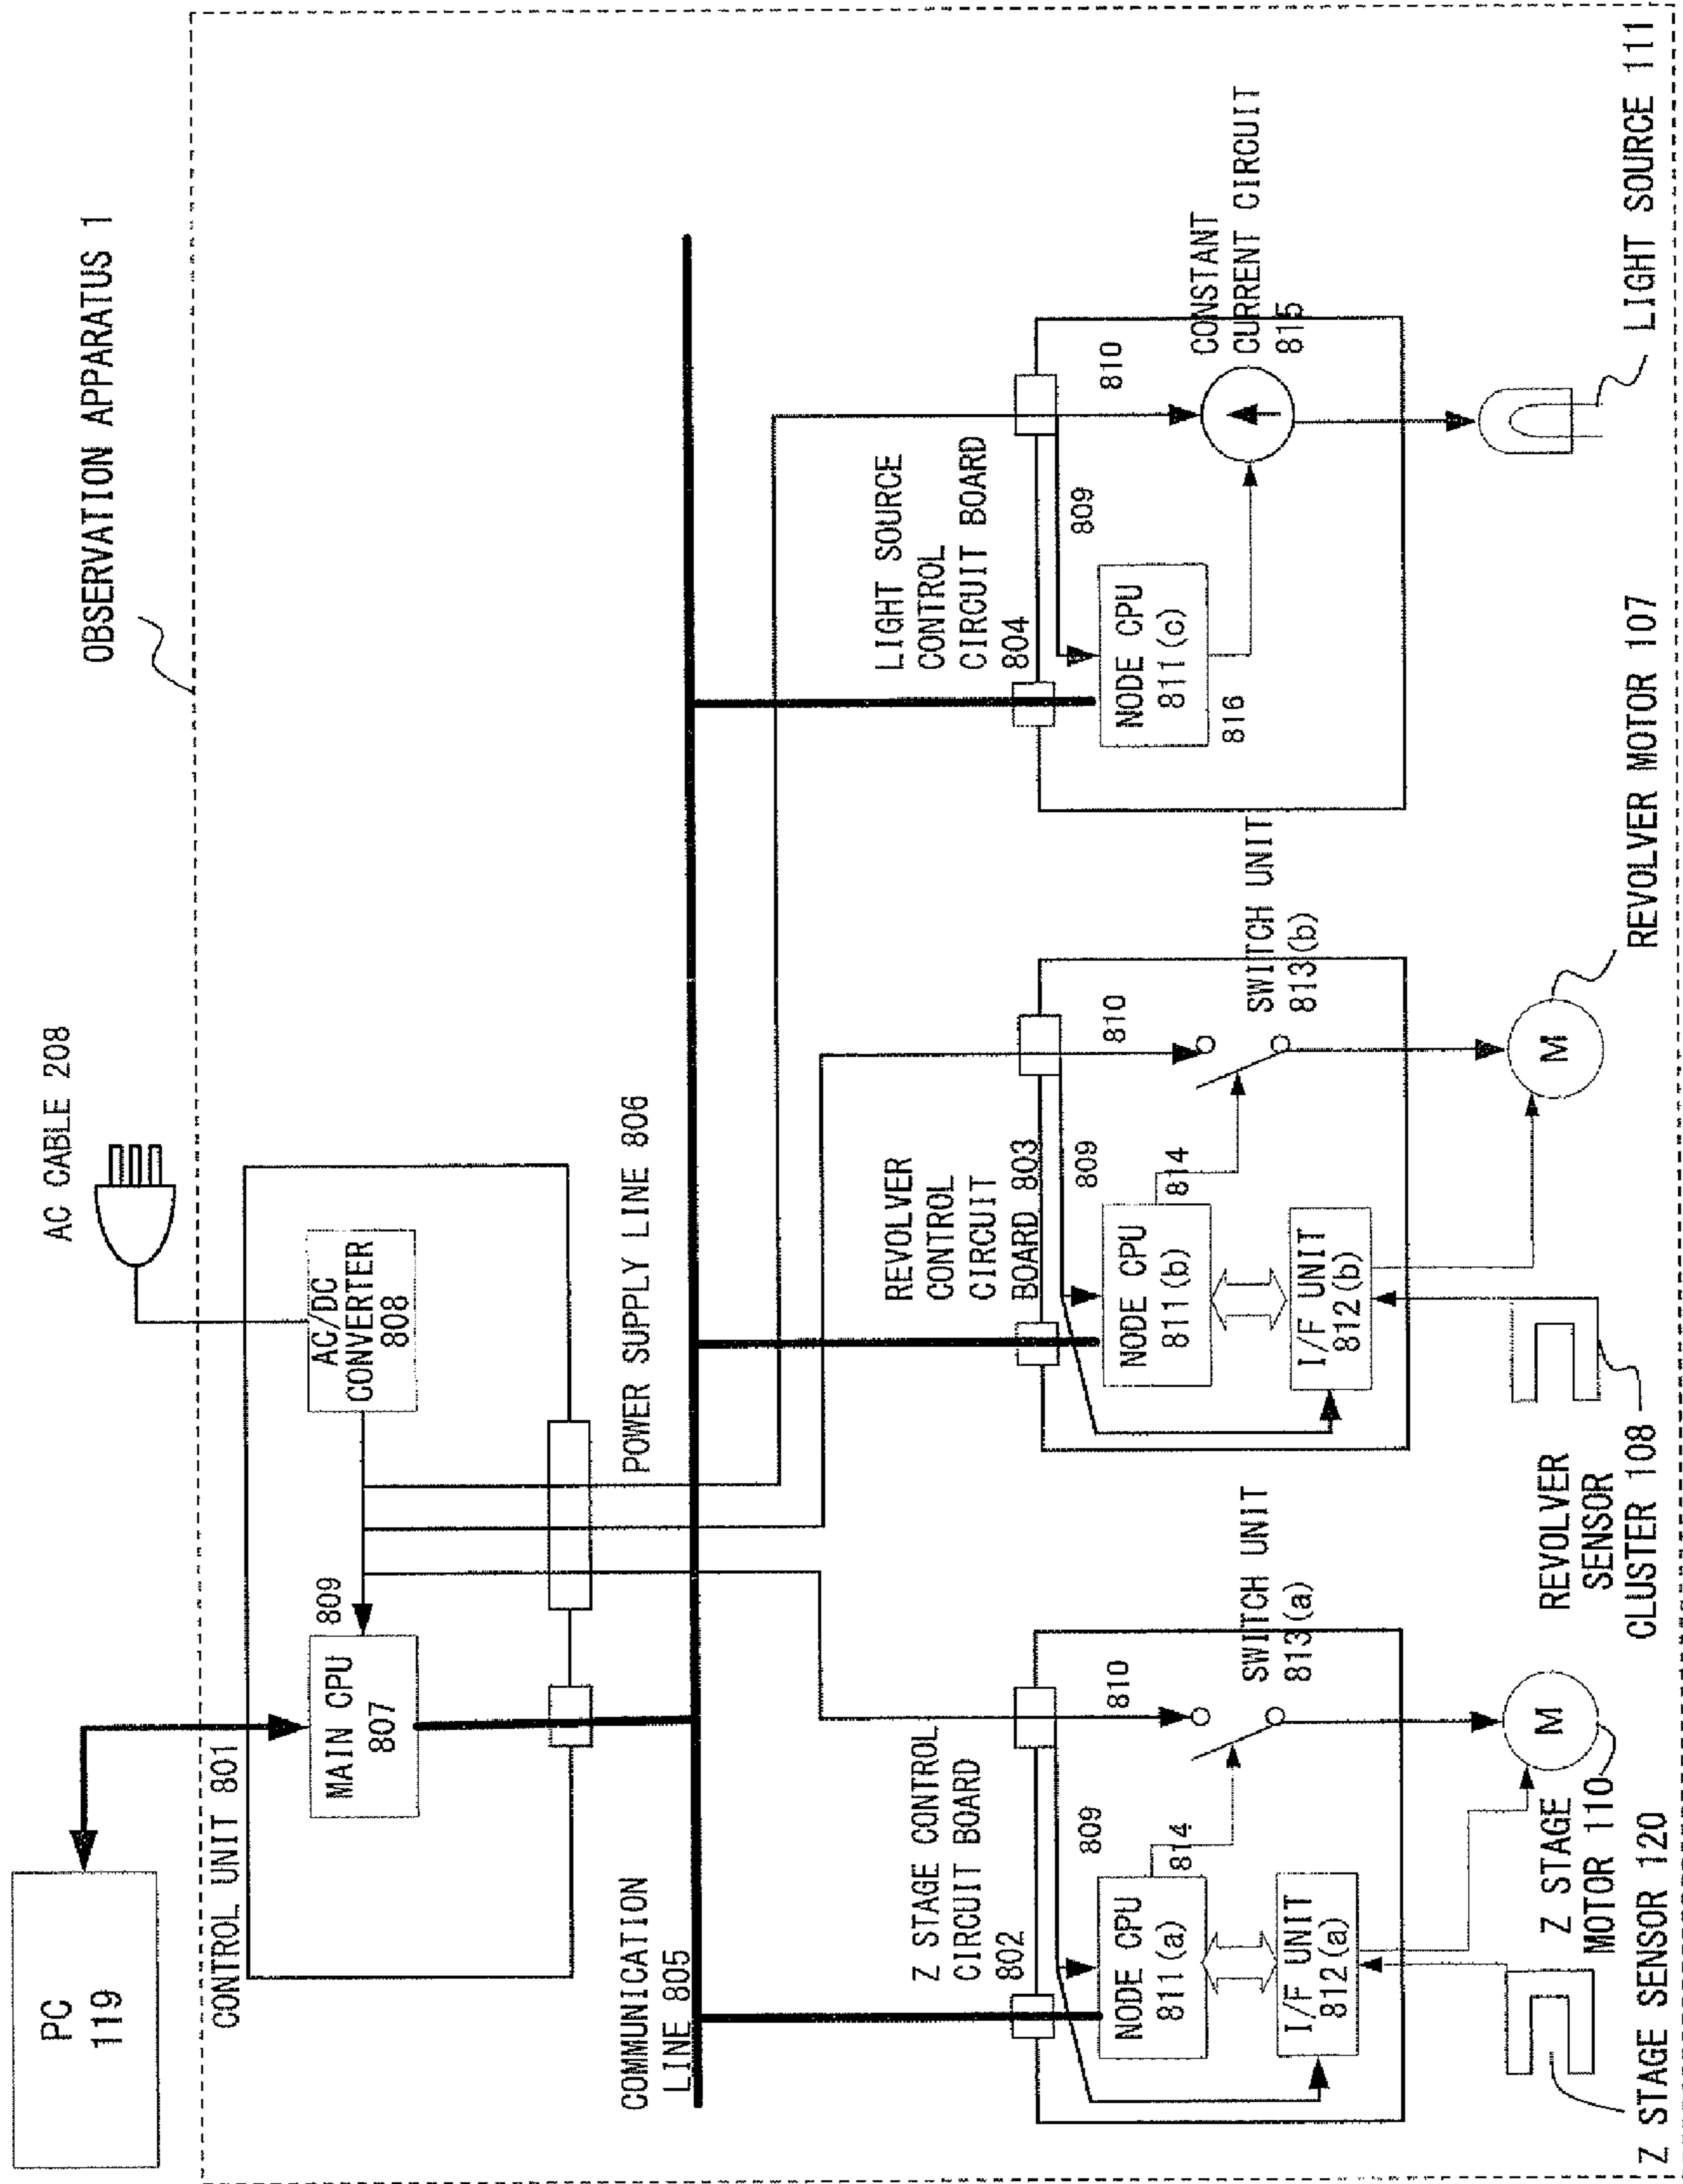 OBSERVATION APPARATUS 1
AC CABLE 208
PC
119
CONTROL UNIT 801
MAIN CPU
807
809
AC/DC
CONVERTER
808
POWER SUPPLY LINE 806
COMMUNICATION
LINE 805
Z STAGE CONTROL
CIRCUIT BOARD
802
809
810
NODE CPU
811(a)
814
SWITCH UNIT
813(a)
I/F UNIT
812(a)
Z STAGE
MOTOR 110
M
Z STAGE SENSOR 120
REVOLVER
CONTROL
CIRCUIT
BOARD 803
809
810
NODE CPU
811(b)
814
SWITCH UNIT
813(b)
I/F UNIT
812(b)
REVOLVER
SENSOR
CLUSTER 108
M
REVOLVER MOTOR 107
LIGHT SOURCE
CONTROL
CIRCUIT BOARD
804
809
810
NODE CPU
811(c)
816
CONSTANT
CURRENT CIRCUIT
815
LIGHT SOURCE 111